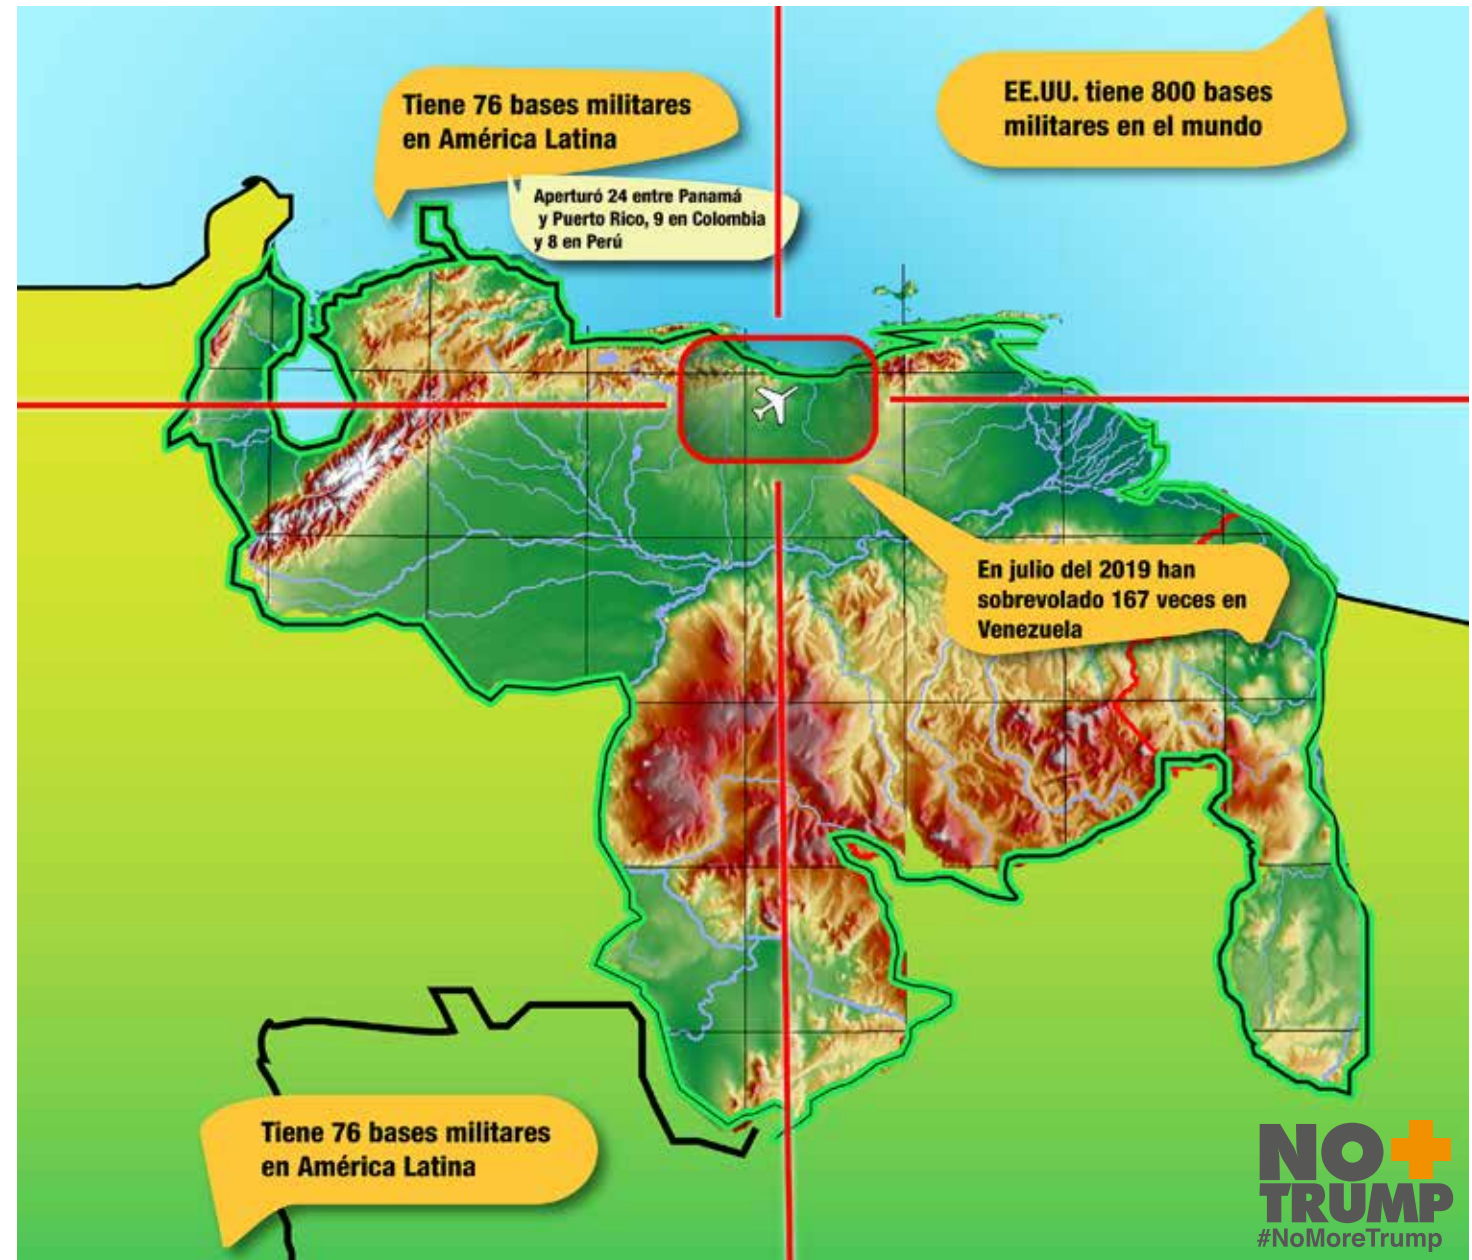 Tiene 76 bases militares
en América Latina
EE.UU. tiene 800 bases
militares en el mundo
Aperturó 24 entre Panamá
y Puerto Rico, 9 en Colombia
y 8 en Perú
En julio del 2019 han
sobrevolado 167 veces en
Venezuela
Tiene 76 bases militares
en América Latina
NO+
TRUMP
#NoMoreTrump